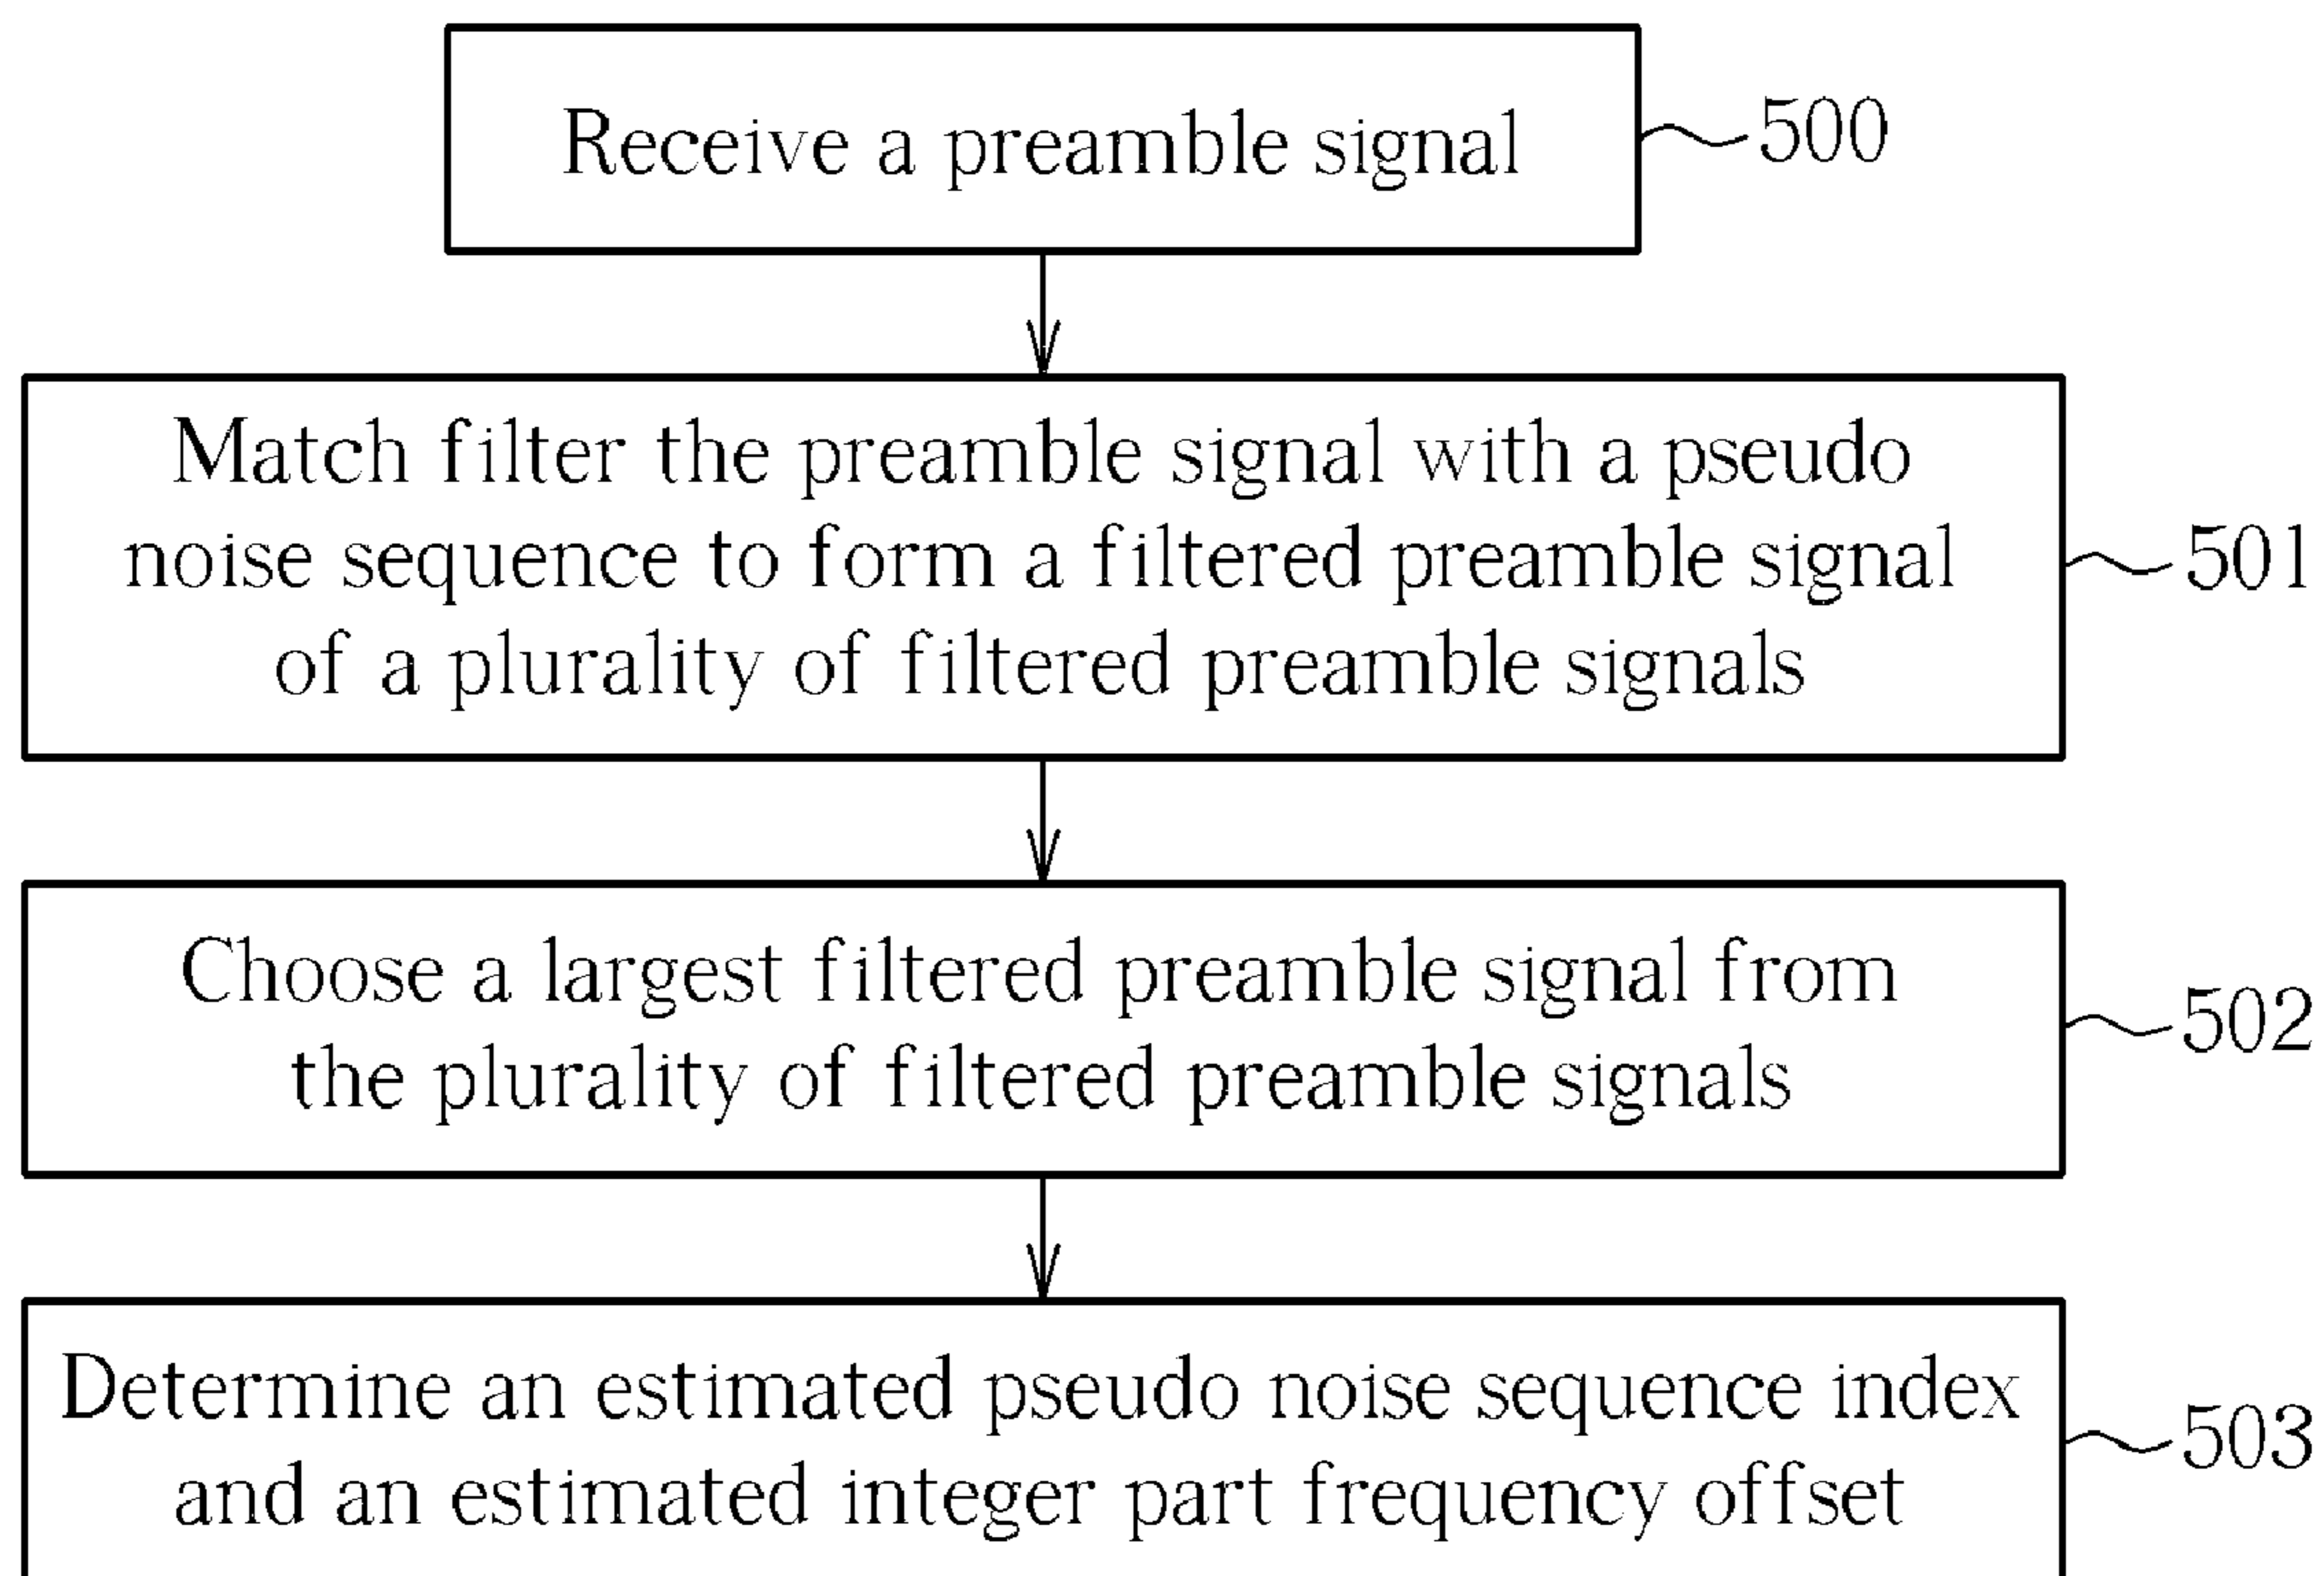 Receive a preamble signal
500
Match filter the preamble signal with a pseudo
noise sequence to form a filtered preamble signal
of a plurality of filtered preamble signals
501
Choose a largest filtered preamble signal from
the plurality of filtered preamble signals
502
Determine an estimated pseudo noise sequence index
and an estimated integer part frequency offset
503